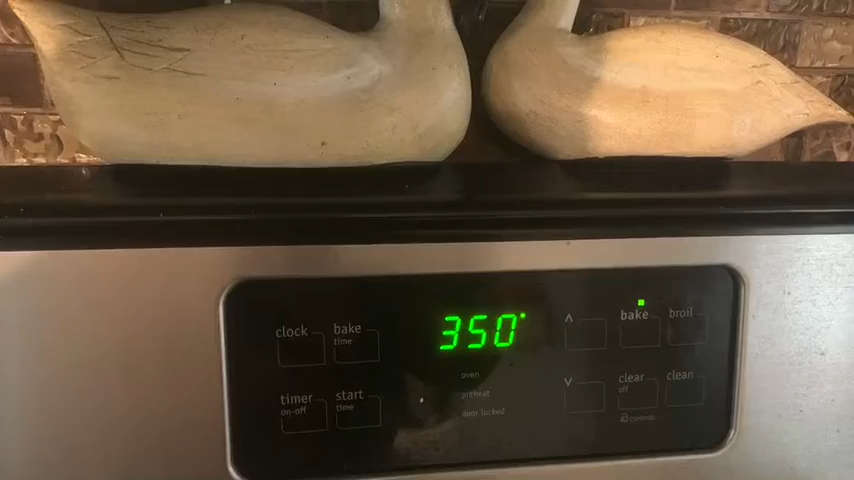 clock
bake
time
350°
^
bake
broil
timer
on-off
start
time
oven
preheat
door locked
v
clear
off
clean
controls